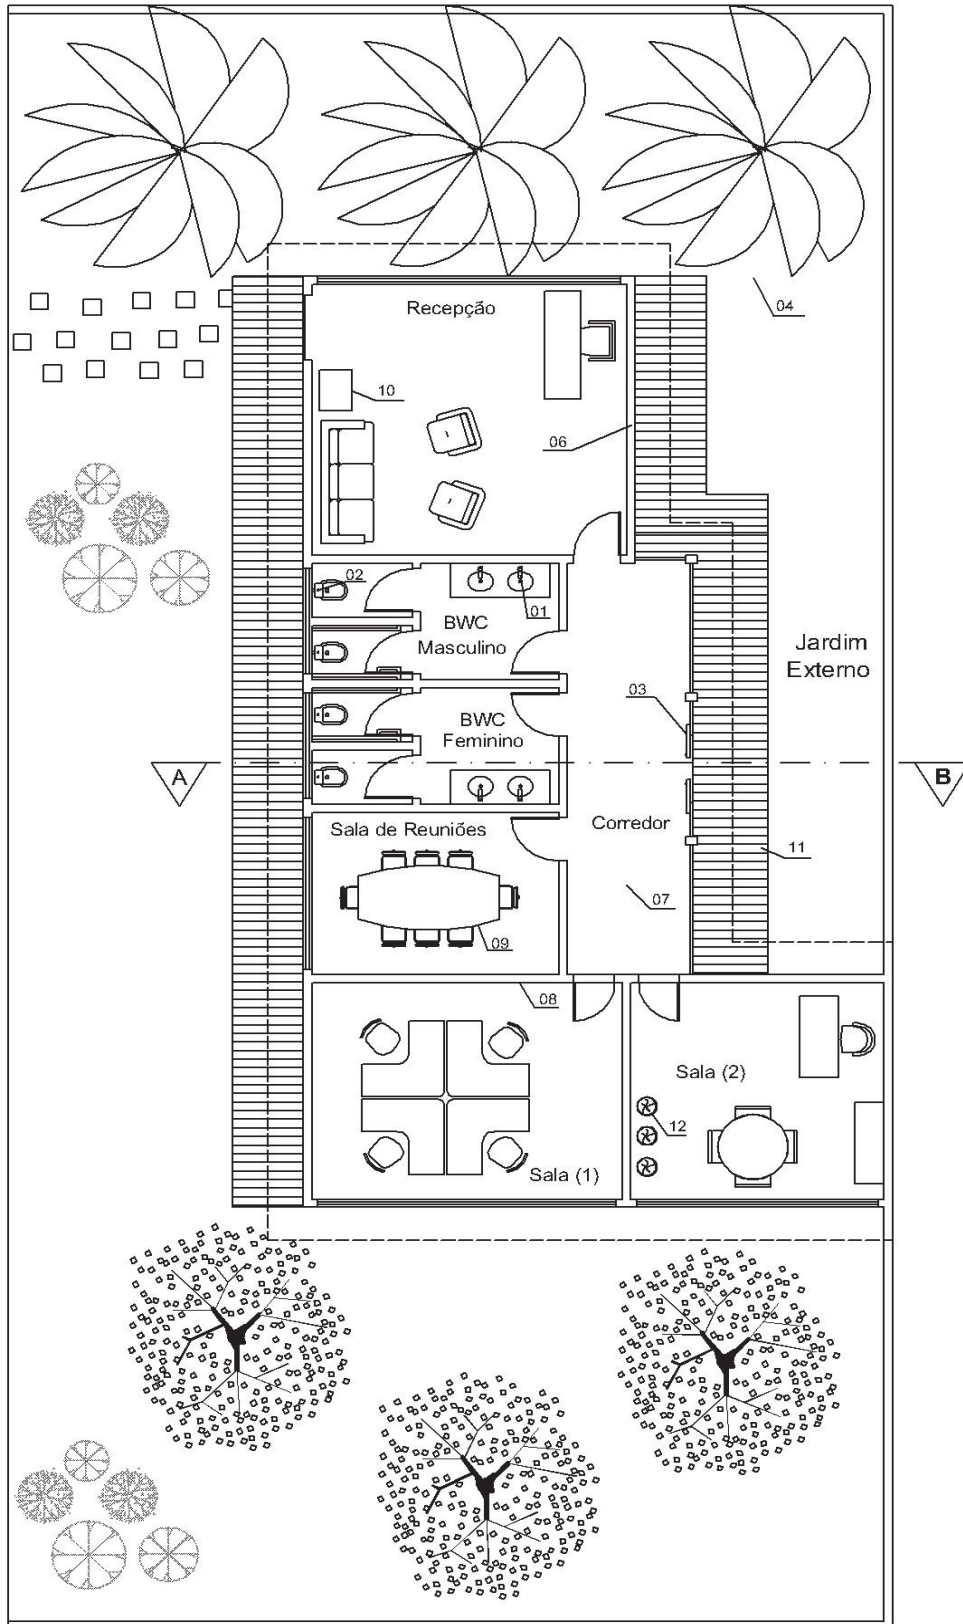 04
Recepção
10
06
02
01
BWC
Masculino
Jardim
Externo
03
BWC
Feminino
A
B
Sala de Reuniões
Corredor
11
07
09
08
Sala (2)
12
Sala (1)